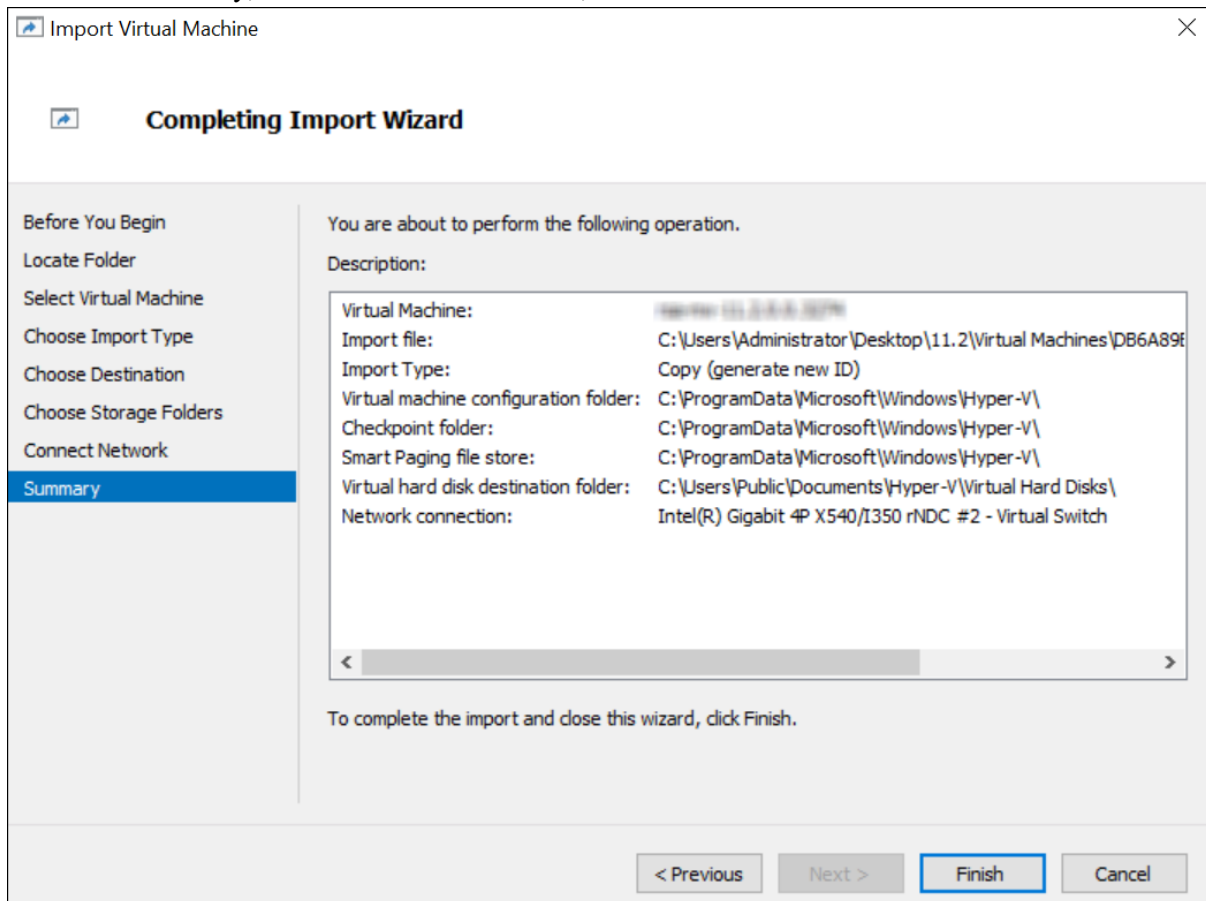 Import Virtual Machine
Completing Import Wizard
Before You Begin
Locate Folder
Select Virtual Machine
Choose Import Type
Choose Destination
Choose Storage Folders
Connect Network
Summary
You are about to perform the following operation.
Description:
Virtual Machine:
Import file: C:\Users\Administrator\Desktop\11.2\Virtual Machines\DB6A89E
Import Type: Copy (generate new ID)
Virtual machine configuration folder: C:\ProgramData\Microsoft\Windows\Hyper-V\
Checkpoint folder: C:\ProgramData\Microsoft\Windows\Hyper-V\
Smart Paging file store: C:\ProgramData\Microsoft\Windows\Hyper-V\
Virtual hard disk destination folder: C:\Users\Public\Documents\Hyper-V\Virtual Hard Disks\
Network connection: Intel(R) Gigabit 4P X540/I350 rNDC #2 - Virtual Switch
To complete the import and close this wizard, click Finish.
< Previous Next > Finish Cancel